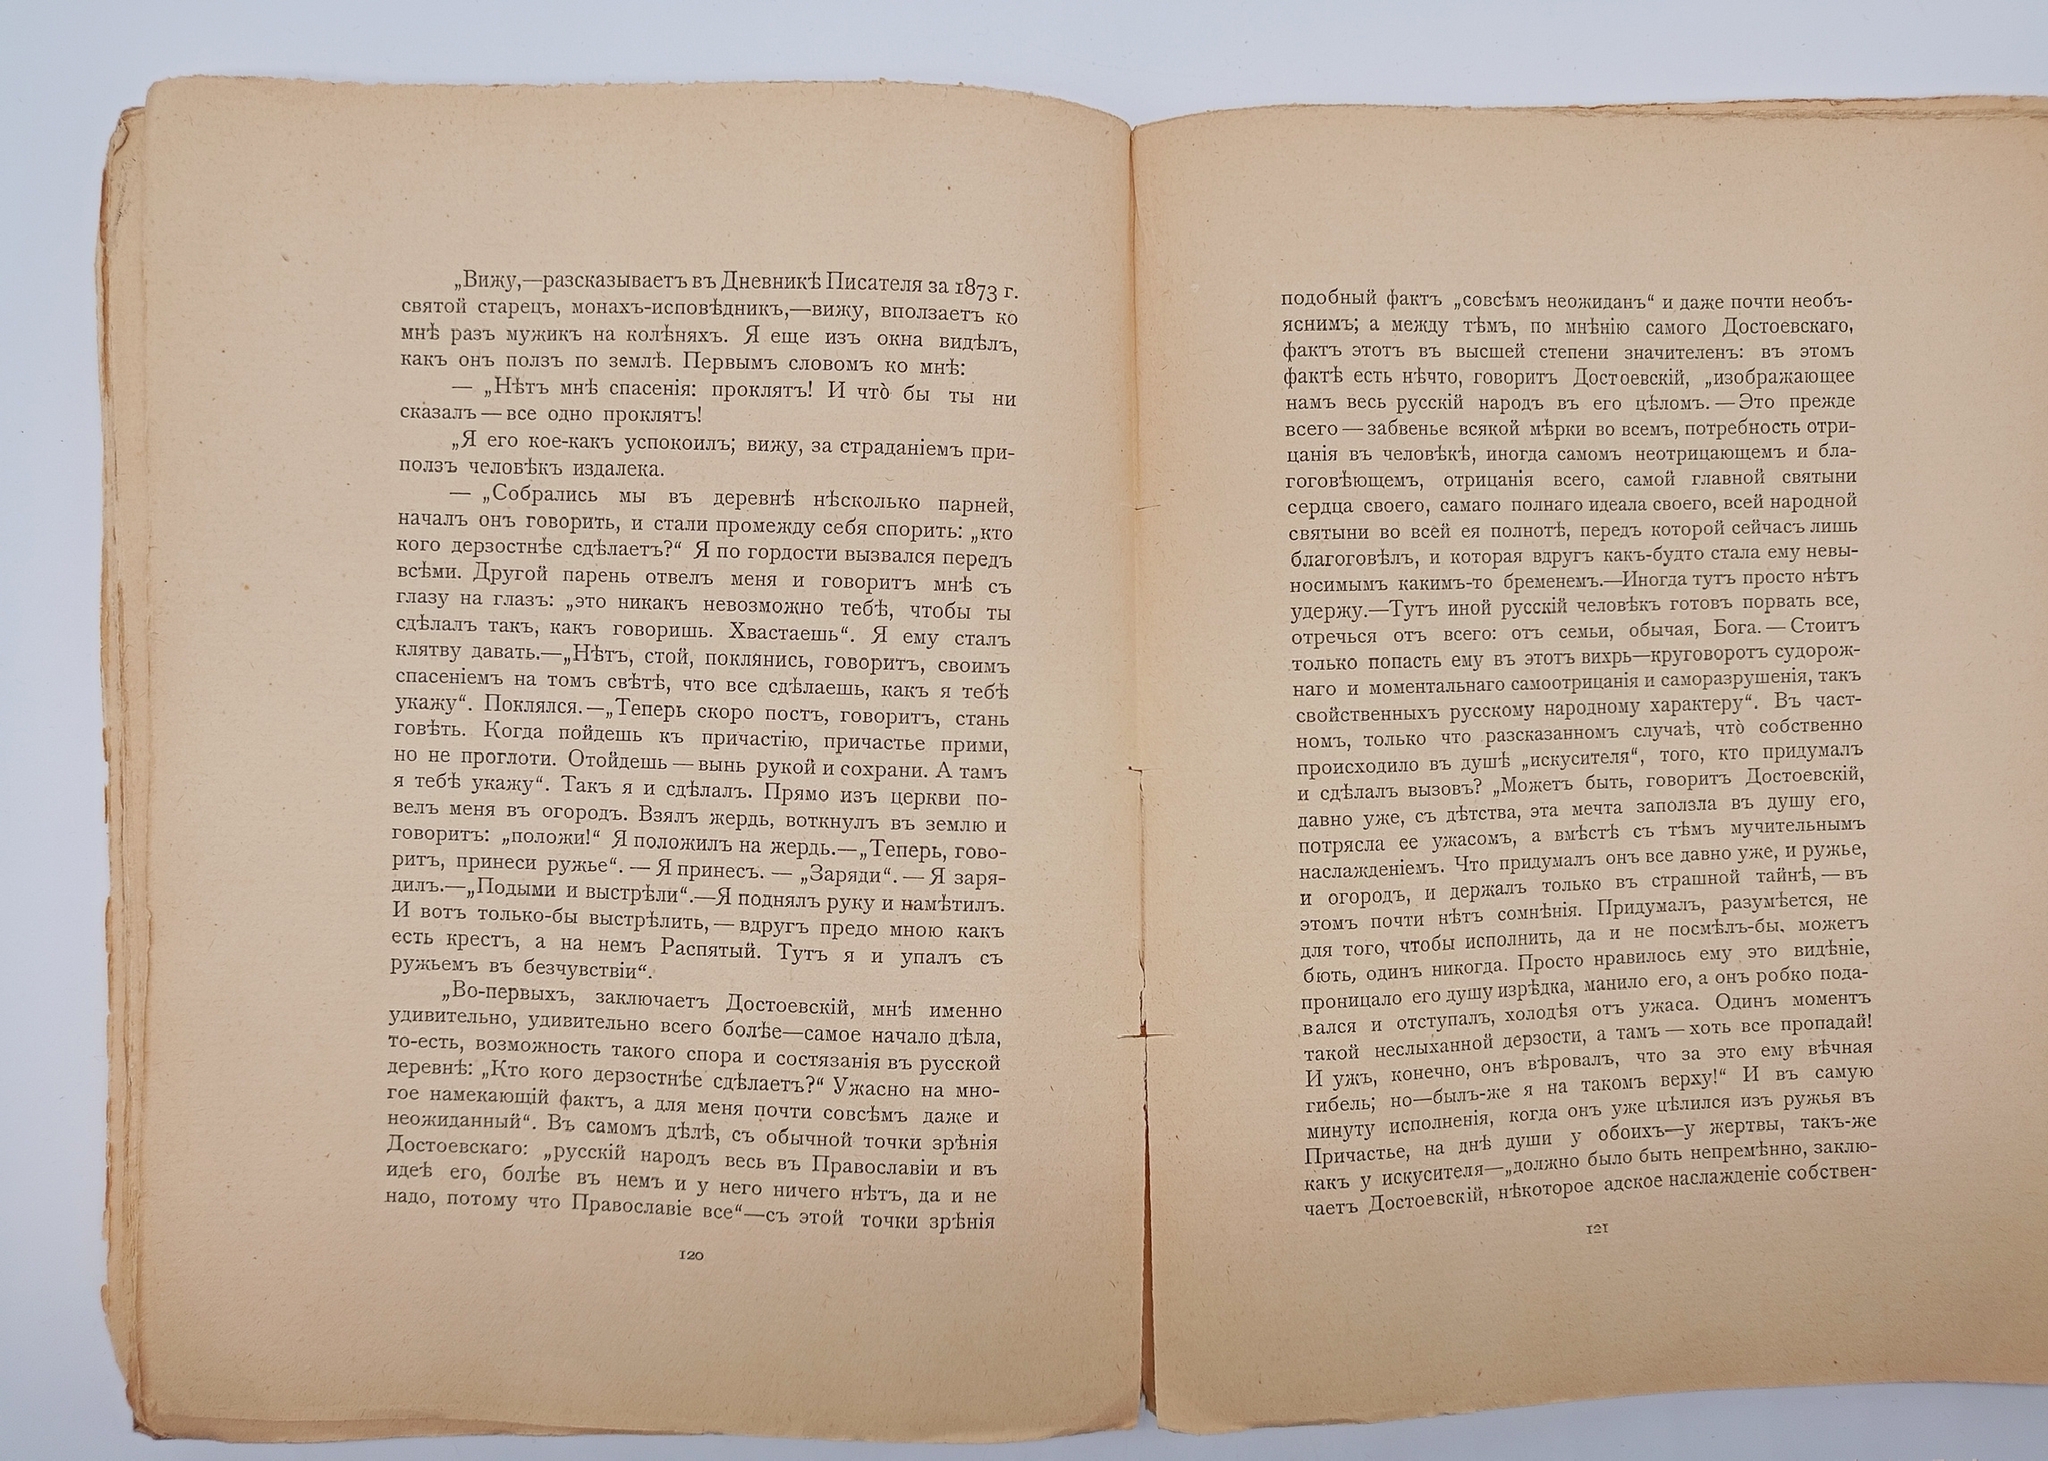 „Вижу,—разсказываетъ въ Дневникѣ Писателя за 1873 г.
святой старецъ, монахъ-исповѣдникъ,—вижу, вползаетъ ко
мнѣ разъ мужикъ на колѣняхъ. Я еще изъ окна видѣлъ,
какъ онъ ползъ по землѣ. Первымъ словомъ ко мнѣ:
— „Нѣтъ мнѣ спасенія: проклятъ! И что̀ бы ты ни
сказалъ — все одно проклятъ!
„Я его кое-какъ успокоилъ; вижу, за страданіемъ при-
ползъ человѣкъ издалека.
— „Собрались мы въ деревнѣ нѣсколько парней,
началъ онъ говорить, и стали промежду себя спорить: „кто
кого дерзостнѣе сдѣлаетъ?“ Я по гордости вызвался передъ
всѣми. Другой парень отвелъ меня и говоритъ мнѣ съ
глазу на глазъ: „это никакъ невозможно тебѣ, чтобы ты
сдѣлалъ такъ, какъ говоришь. Хвастаешь“. Я ему сталъ
клятву давать.—„Нѣтъ, стой, поклянись, говоритъ, своимъ
спасеніемъ на томъ свѣтѣ, что все сдѣлаешь, какъ я тебѣ
укажу“. Поклялся.—„Теперь скоро постъ, говоритъ, стань
говѣть. Когда пойдешь къ причастію, причастье прими,
но не проглоти. Отойдешь — вынь рукой и сохрани. А тамъ
я тебѣ укажу“. Такъ я и сдѣлалъ. Прямо изъ церкви по-
велъ меня въ огородъ. Взялъ жердь, воткнулъ въ землю и
говоритъ: „положи!“ Я положилъ на жердь.—„Теперь, гово-
ритъ, принеси ружье“. — Я принесъ. — „Заряди“. — Я заря-
дилъ.—„Подыми и выстрѣли“.—Я поднялъ руку и намѣтилъ.
И вотъ только-бы выстрѣлить, — вдругъ предо мною какъ
есть крестъ, а на немъ Распятый. Тутъ я и упалъ съ
ружьемъ въ безчувствіи“.
„Во-первыхъ, заключаетъ Достоевскій, мнѣ именно
удивительно, удивительно всего болѣе—самое начало дѣла,
то-есть, возможность такого спора и состязанія въ русской
деревнѣ: „Кто кого дерзостнѣе сдѣлаетъ?“ Ужасно на мно-
гое намекающій фактъ, а для меня почти совсѣмъ даже и
неожиданный“. Въ самомъ дѣлѣ, съ обычной точки зрѣнія
Достоевскаго: „русскій народъ весь въ Православіи и въ
идеѣ его, болѣе въ немъ и у него ничего нѣтъ, да и не
надо, потому что Православіе все“—съ этой точки зрѣнія
120
подобный фактъ „совсѣмъ неожиданъ“ и даже почти необъ-
яснимъ; а между тѣмъ, по мнѣнію самого Достоевскаго,
фактъ этотъ въ высшей степени значителенъ: въ этомъ
фактѣ есть нѣчто, говоритъ Достоевскій, „изображающее
намъ весь русскій народъ въ его цѣломъ. — Это прежде
всего — забвенье всякой мѣрки во всемъ, потребность отри-
цанія въ человѣкѣ, иногда самомъ неотрицающемъ и бла-
гоговѣющемъ, отрицанія всего, самой главной святыни
сердца своего, самаго полнаго идеала своего, всей народной
святыни во всей ея полнотѣ, передъ которой сейчасъ лишь
благоговѣлъ, и которая вдругъ какъ-будто стала ему невы-
носимымъ какимъ-то бременемъ.—Иногда тутъ просто нѣтъ
удержу.—Тутъ иной русскій человѣкъ готовъ порвать все,
отречься отъ всего: отъ семьи, обычая, Бога. — Стоитъ
только попасть ему въ этотъ вихрь—круговоротъ судорож-
наго и моментальнаго самоотрицанія и саморазрушенія, такъ
свойственныхъ русскому народному характеру“. Въ част-
номъ, только что разсказанномъ случаѣ, что̀ собственно
происходило въ душѣ „искусителя“, того, кто придумалъ
и сдѣлалъ вызовъ? „Можетъ быть, говоритъ Достоевскій,
давно уже, съ дѣтства, эта мечта заползла въ душу его,
потрясла ее ужасомъ, а вмѣстѣ съ тѣмъ мучительнымъ
наслажденіемъ. Что придумалъ онъ все давно уже, и ружье,
и огородъ, и держалъ только въ страшной тайнѣ, — въ
этомъ почти нѣтъ сомнѣнія. Придумалъ, разумѣется, не
для того, чтобы исполнить, да и не посмѣлъ-бы, можетъ
бють, одинъ никогда. Просто нравилось ему это видѣніе,
проницало его душу изрѣдка, манило его, а онъ робко пода-
вался и отступалъ, холодѣя отъ ужаса. Одинъ моментъ
такой неслыханной дерзости, а тамъ — хоть все пропадай!
И ужъ, конечно, онъ вѣровалъ, что за это ему вѣчная
гибель; но—былъ-же я на такомъ верху!“ И въ самую
минуту исполненія, когда онъ уже цѣлился изъ ружья въ
Причастье, на днѣ души у обоихъ—у жертвы, такъ-же
какъ у искусителя—„должно было быть непремѣнно, заклю-
чаетъ Достоевскій, нѣкоторое адское наслажденіе собствен-
121